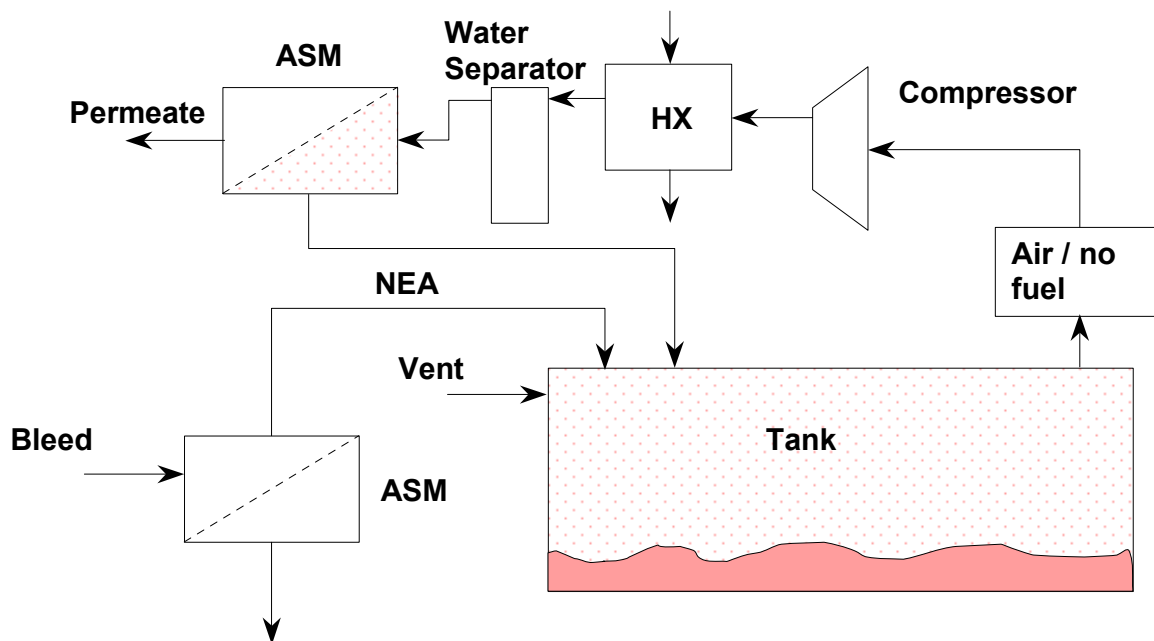 Water
Separator
ASM
Compressor
Permeate
HX
Air / no
fuel
NEA
Vent
Bleed
Tank
ASM